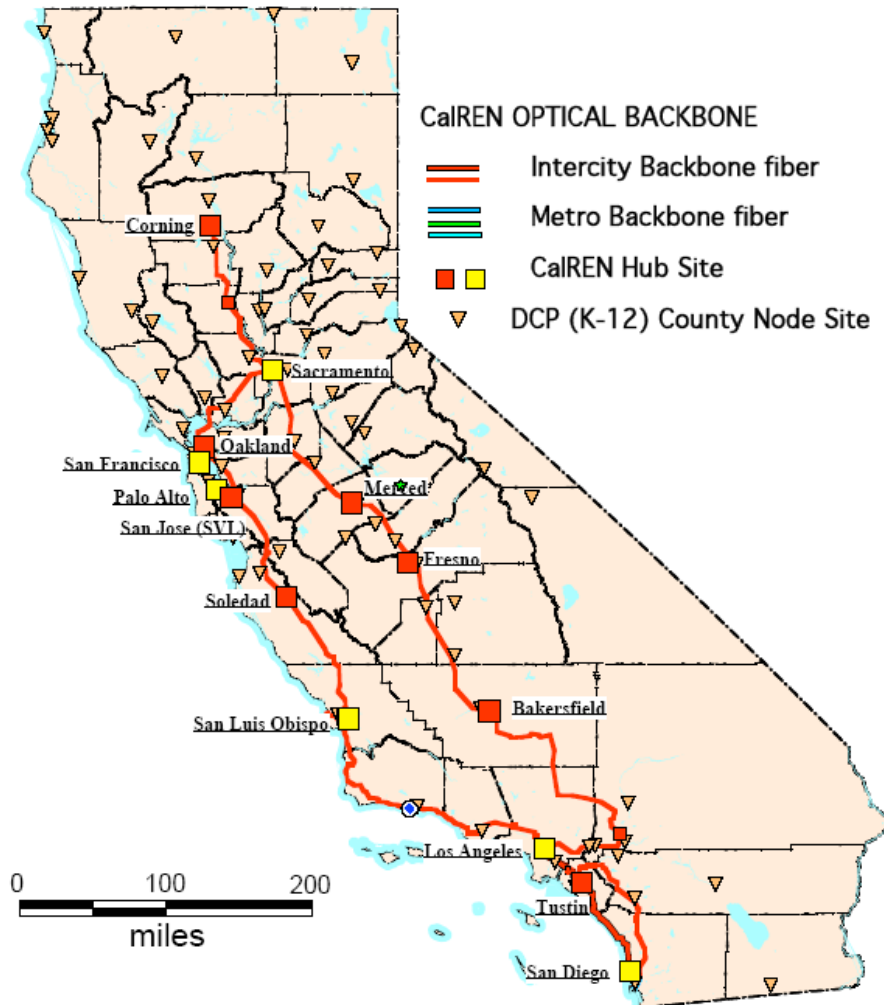 CalREN OPTICAL BACKBONE
Intercity Backbone fiber
Metro Backbone fiber
CalREN Hub Site
DCP (K-12) County Node Site
Corning
Sacramento
Oakland
San Francisco
Merced
Palo Alto
San Jose (SVL)
Fresno
Soledad
San Luis Obispo
Bakersfield
Los Angeles
Tustin
San Diego
0 100 200
miles